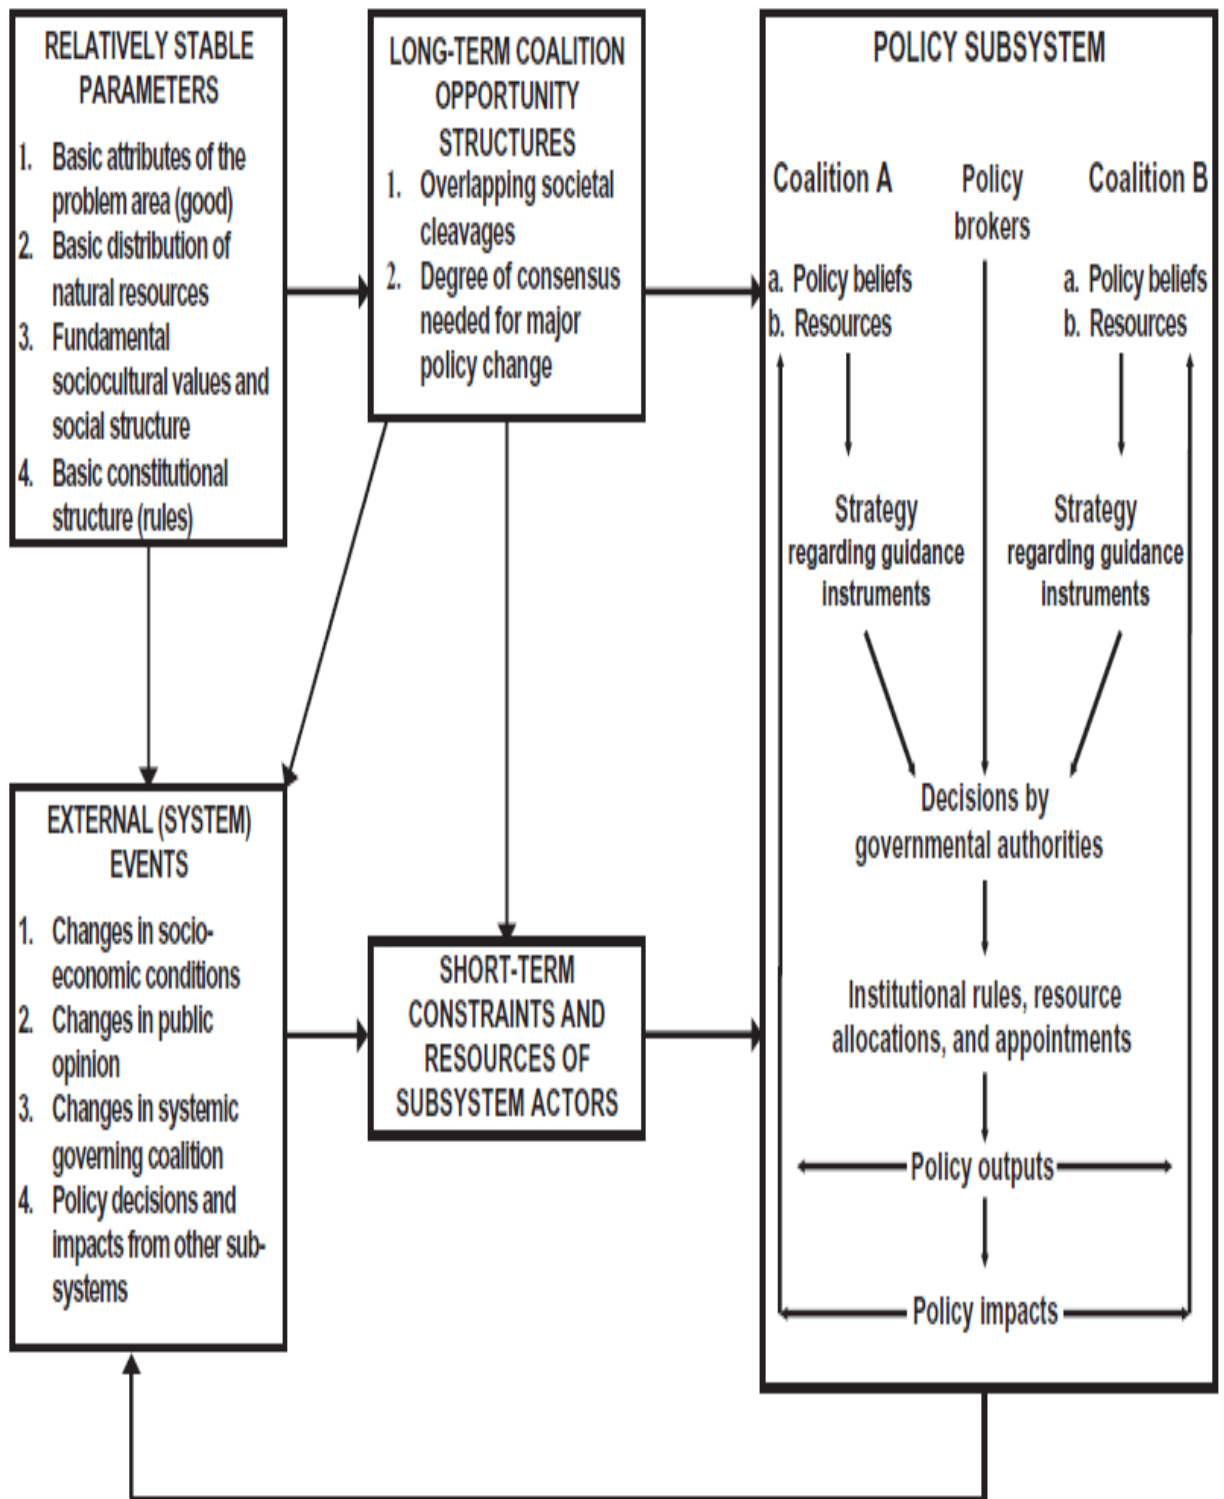 RELATIVELY STABLE
PARAMETERS
1. Basic attributes of the
problem area (good)
2. Basic distribution of
natural resources
3. Fundamental
sociocultural values and
social structure
4. Basic constitutional
structure (rules)
LONG-TERM COALITION
OPPORTUNITY
STRUCTURES
1. Overlapping societal
cleavages
2. Degree of consensus
needed for major
policy change
EXTERNAL (SYSTEM)
EVENTS
1. Changes in socio-
economic conditions
2. Changes in public
opinion
3. Changes in systemic
governing coalition
4. Policy decisions and
impacts from other sub-
systems
SHORT-TERM
CONSTRAINTS AND
RESOURCES OF
SUBSYSTEM ACTORS
POLICY SUBSYSTEM
Coalition A
a. Policy beliefs
b. Resources
Strategy
regarding guidance
instruments
Policy
brokers
Coalition B
a. Policy beliefs
b. Resources
Strategy
regarding guidance
instruments
Decisions by
governmental authorities
Institutional rules, resource
allocations, and appointments
Policy outputs
Policy impacts